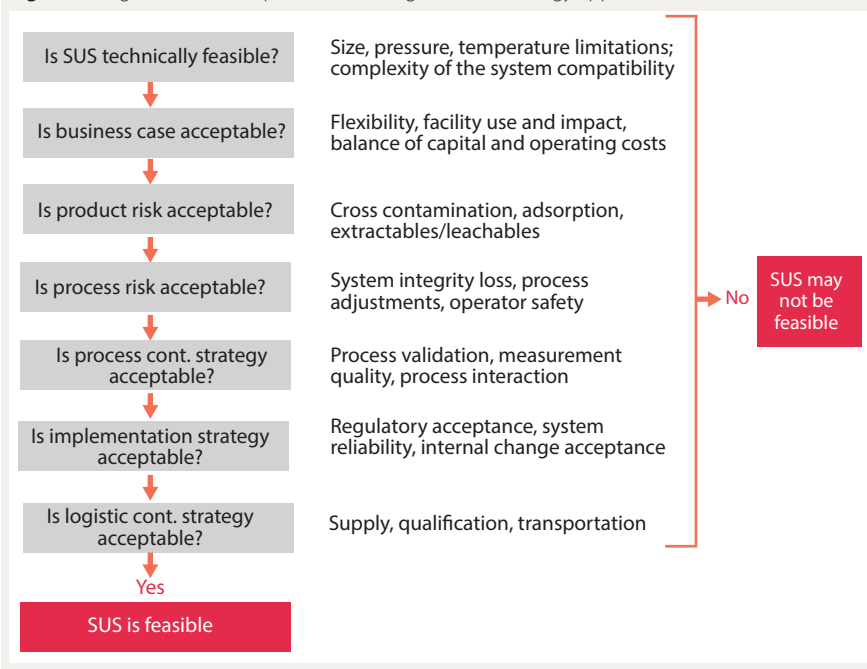 Is SUS technically feasible?
Size, pressure, temperature limitations;
complexity of the system compatibility
Is business case acceptable?
Flexibility, facility use and impact,
balance of capital and operating costs
Is product risk acceptable?
Cross contamination, adsorption,
extractables/leachables
Is process risk acceptable?
System integrity loss, process
adjustments, operator safety
Is process cont. strategy
acceptable?
Process validation, measurement
quality, process interaction
Is implementation strategy
acceptable?
Regulatory acceptance, system
reliability, internal change acceptance
Is logistic cont. strategy
acceptable?
Supply, qualification, transportation
No
SUS may
not be
feasible
Yes
SUS is feasible